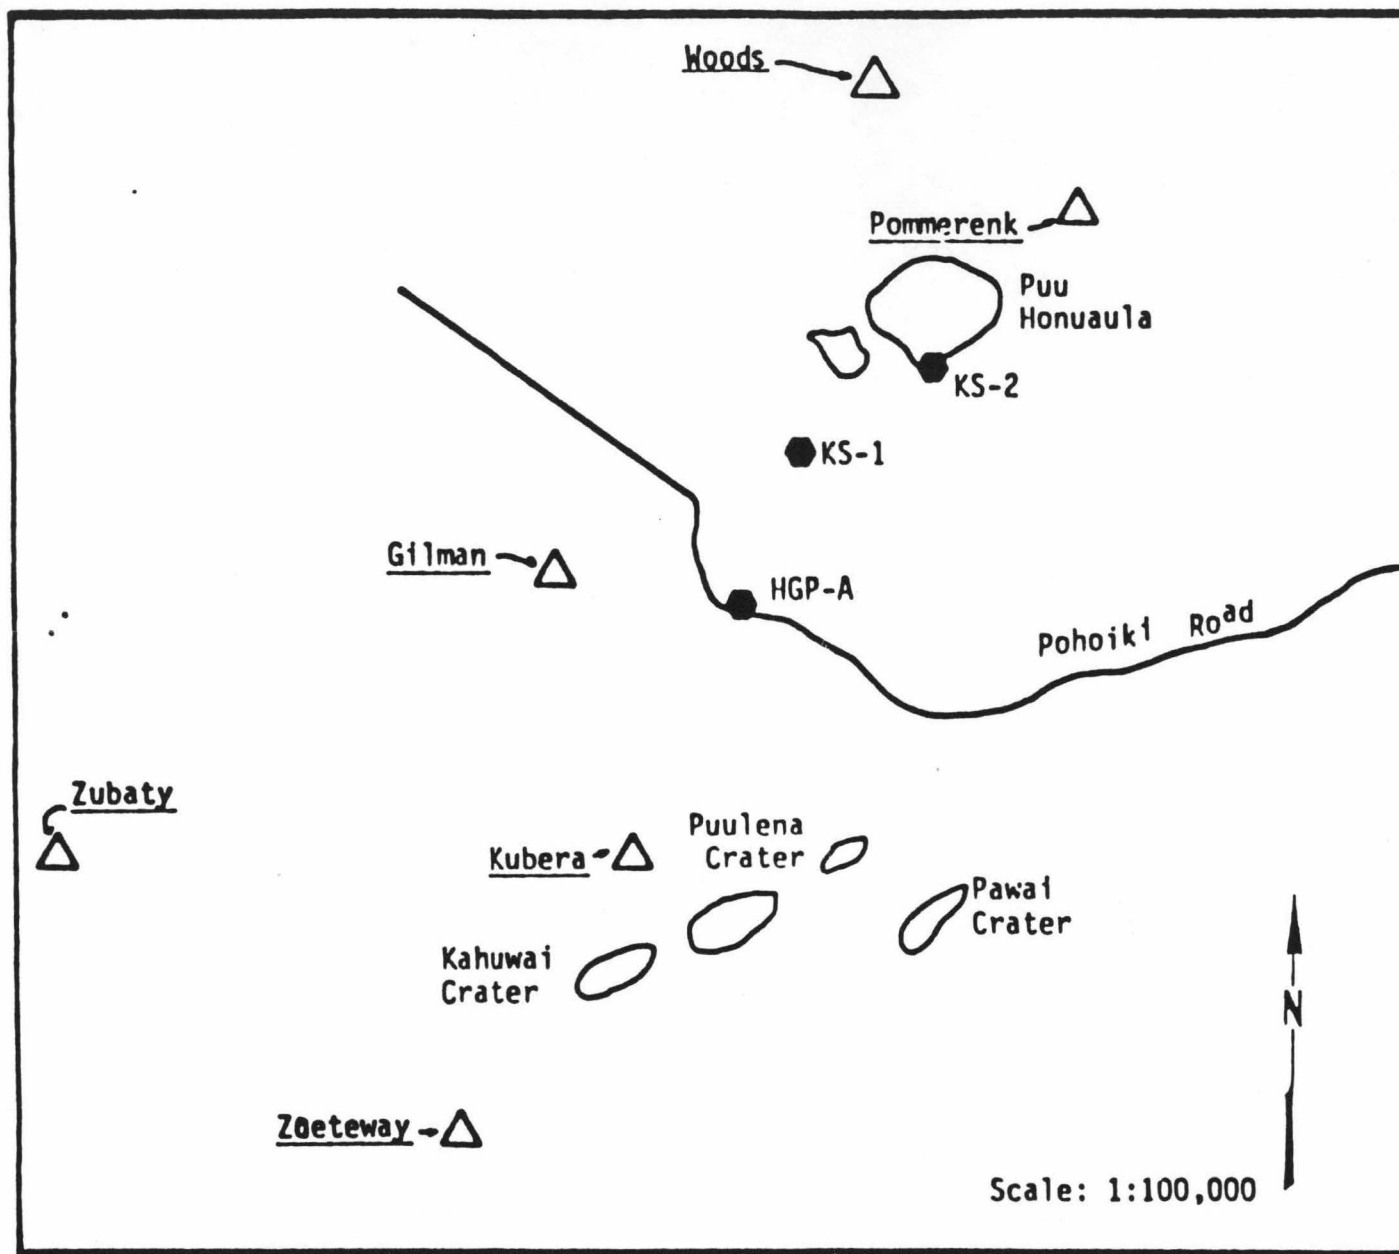 Woods
Pommerenk
Puu
Honuaula
KS-2
KS-1
Gilman
HGP-A
Pohoiki Road
Zubaty
Puulena
Crater
Kubera
Pawai
Crater
Kahuwai
Crater
N
Zoeteway
Scale: 1:100,000